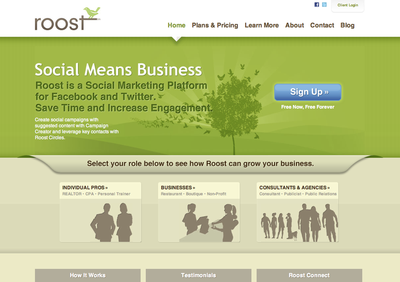 Client Login
roost
Home Plans & Pricing Learn More About Contact Blog
Social Means Business
Roost is a Social Marketing Platform
for Facebook and Twitter.
Save Time and Increase Engagement.
Create social campaigns with
suggested content with Campaign
Creator and leverage key contacts with
Roost Circles.
Sign Up »
Free Now, Free Forever
Select your role below to see how Roost can grow your business.
INDIVIDUAL PROS »
REALTOR - CPA - Personal Trainer
BUSINESSES »
Restaurant - Boutique - Non-Profit
CONSULTANTS & AGENCIES »
Consultant - Publicist - Public Relations
How It Works
Testimonials
Roost Connect